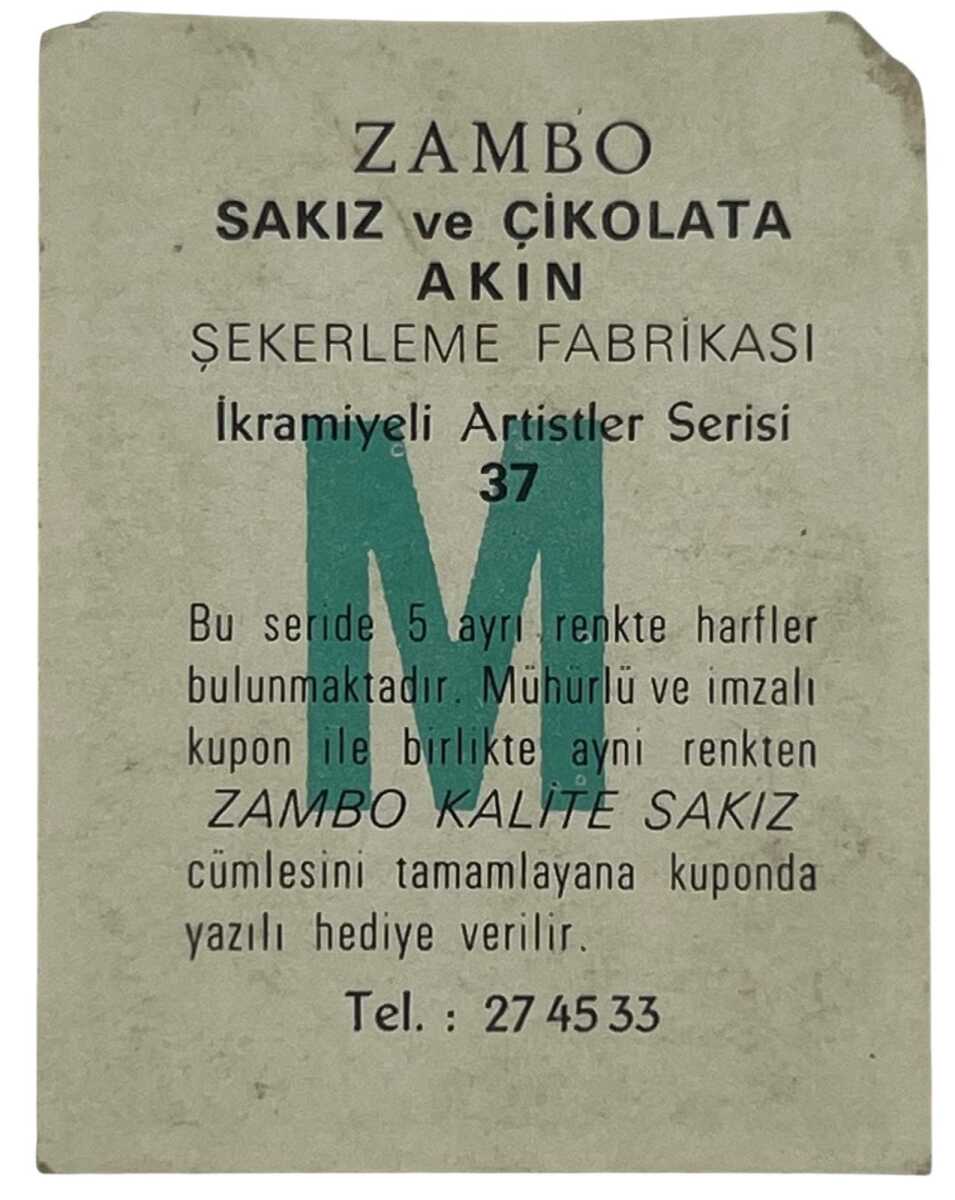 ZAMBO
SAKIZ ve ÇİKOLATA
AKIN
ŞEKERLEME FABRİKASI
İkramiyeli Artistler Serisi
37
M
Bu seride 5 ayrı renkte harfler
bulunmaktadır. Mühürlü ve imzalı
kupon ile birlikte ayni renkten
ZAMBO KALİTE SAKIZ
cümlesini tamamlayana kuponda
yazılı hediye verilir.
Tel. : 27 45 33